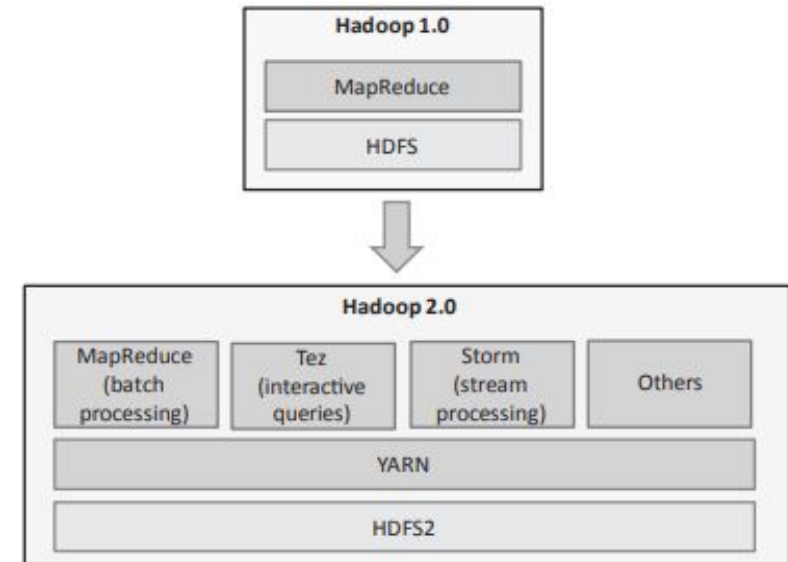 Hadoop 1.0
MapReduce
HDFS
Hadoop 2.0
MapReduce
(batch
processing)
Tez
(interactive
queries)
Storm
(stream
processing)
Others
YARN
HDFS2